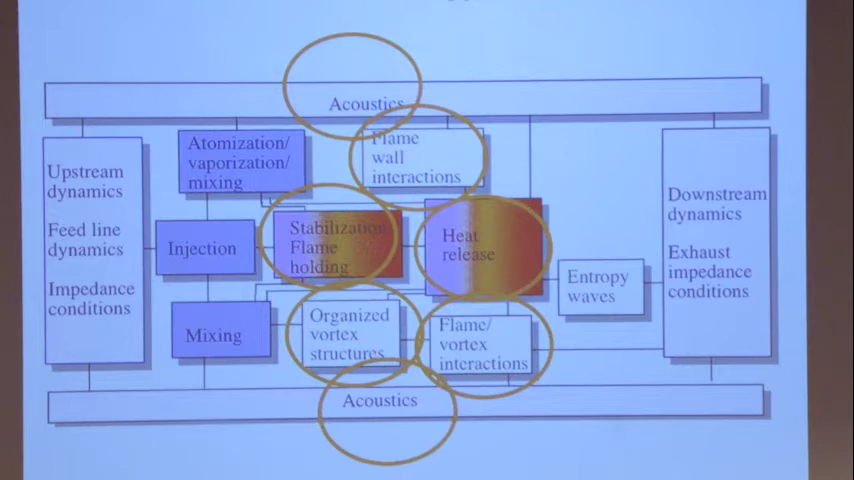 Acoustics
Upstream
dynamics
Feed line
dynamics
Impedance
conditions
Atomization/
vaporization/
mixing
Flame
wall
interactions
Injection
Stabilization
Flame
holding
Heat
release
Mixing
Organized
vortex
structures
Flame/
vortex
interactions
Entropy
waves
Downstream
dynamics
Exhaust
impedance
conditions
Acoustics